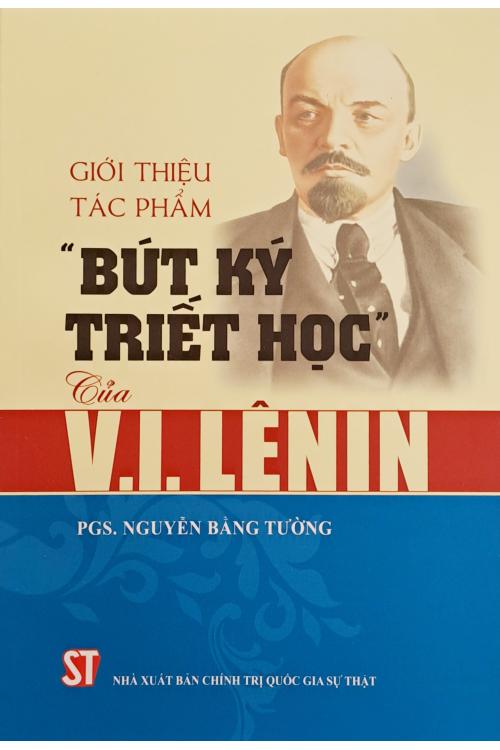 GIỚI THIỆU
TÁC PHẨM
"BÚT KÝ
TRIẾT HỌC"
Của
V.I. LÊNIN
PGS. NGUYỄN BẰNG TƯỜNG
ST
NHÀ XUẤT BẢN CHÍNH TRỊ QUỐC GIA SỰ THẬT